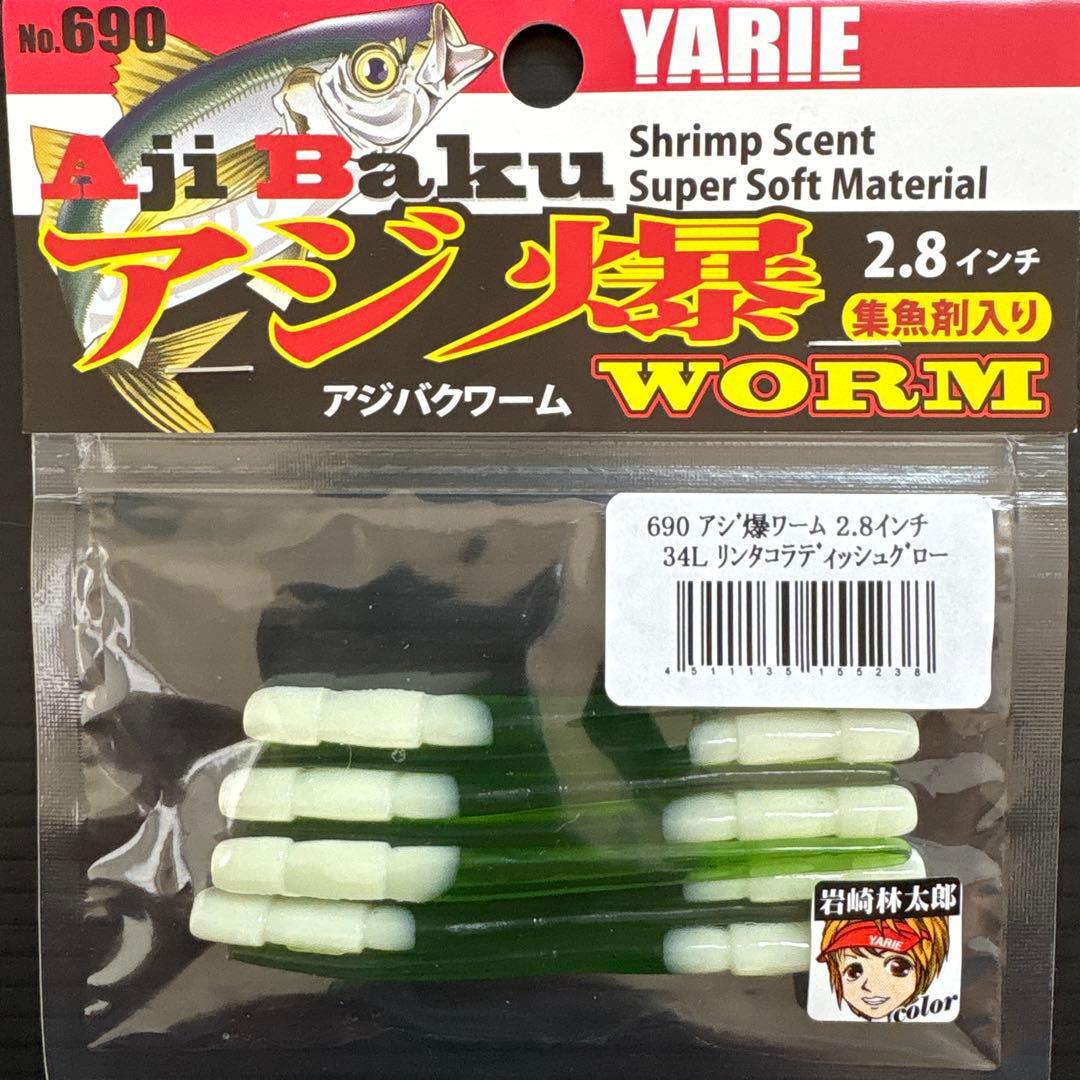 No.690
YARIE
Aji Baku
Shrimp Scent
Super Soft Material
アジ爆
2.8インチ
集魚剤入り
アジバクワーム
WORM
690 アジ爆ワーム 2.8インチ
34L リンタコラディッシュグロー
4511135155238
岩崎林太郎
YARIE
color